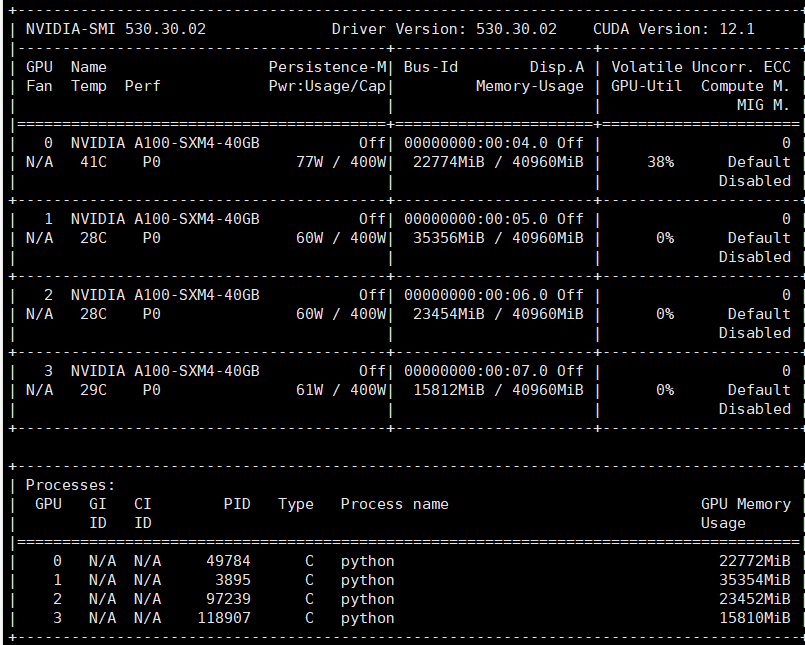 +-----------------------------------------------------------------------------------------+
| NVIDIA-SMI 530.30.02              Driver Version: 530.30.02    CUDA Version: 12.1     |
|-----------------------------------------+----------------------+----------------------+
| GPU  Name                  Persistence-M| Bus-Id        Disp.A | Volatile Uncorr. ECC |
| Fan  Temp  Perf            Pwr:Usage/Cap|         Memory-Usage | GPU-Util  Compute M. |
|                                         |                      |               MIG M. |
|=========================================+======================+======================|
|   0  NVIDIA A100-SXM4-40GB           Off| 00000000:00:04.0 Off |                    0 |
| N/A   41C    P0               77W / 400W|  22774MiB / 40960MiB |     38%      Default |
|                                         |                      |             Disabled |
+-----------------------------------------+----------------------+----------------------+
|   1  NVIDIA A100-SXM4-40GB           Off| 00000000:00:05.0 Off |                    0 |
| N/A   28C    P0               60W / 400W|  35356MiB / 40960MiB |      0%      Default |
|                                         |                      |             Disabled |
+-----------------------------------------+----------------------+----------------------+
|   2  NVIDIA A100-SXM4-40GB           Off| 00000000:00:06.0 Off |                    0 |
| N/A   28C    P0               60W / 400W|  23454MiB / 40960MiB |      0%      Default |
|                                         |                      |             Disabled |
+-----------------------------------------+----------------------+----------------------+
|   3  NVIDIA A100-SXM4-40GB           Off| 00000000:00:07.0 Off |                    0 |
| N/A   29C    P0               61W / 400W|  15812MiB / 40960MiB |      0%      Default |
|                                         |                      |             Disabled |
+-----------------------------------------+----------------------+----------------------+

+---------------------------------------------------------------------------------------+
| Processes:                                                                            |
|  GPU   GI   CI        PID   Type   Process name                            GPU Memory |
|        ID   ID                                                             Usage      |
|=======================================================================================|
|    0   N/A  N/A     49784      C   python                                    22772MiB |
|    1   N/A  N/A      3895      C   python                                    35354MiB |
|    2   N/A  N/A     97239      C   python                                    23452MiB |
|    3   N/A  N/A    118907      C   python                                    15810MiB |
+---------------------------------------------------------------------------------------+